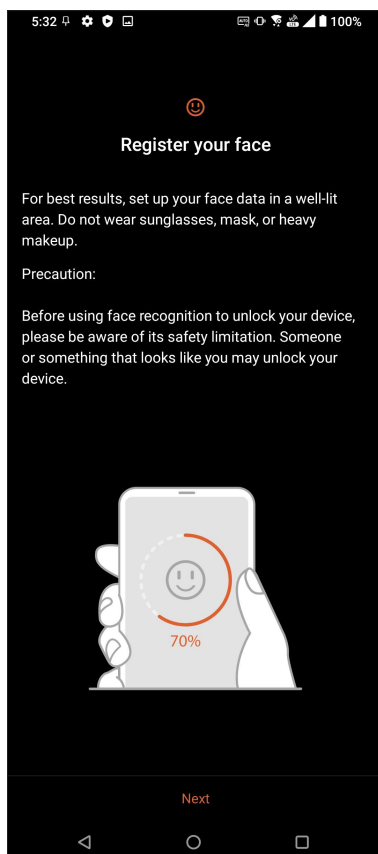 5:32 100%
Register your face
For best results, set up your face data in a well-lit
area. Do not wear sunglasses, mask, or heavy
makeup.
Precaution:
Before using face recognition to unlock your device,
please be aware of its safety limitation. Someone
or something that looks like you may unlock your
device.
70%
Next